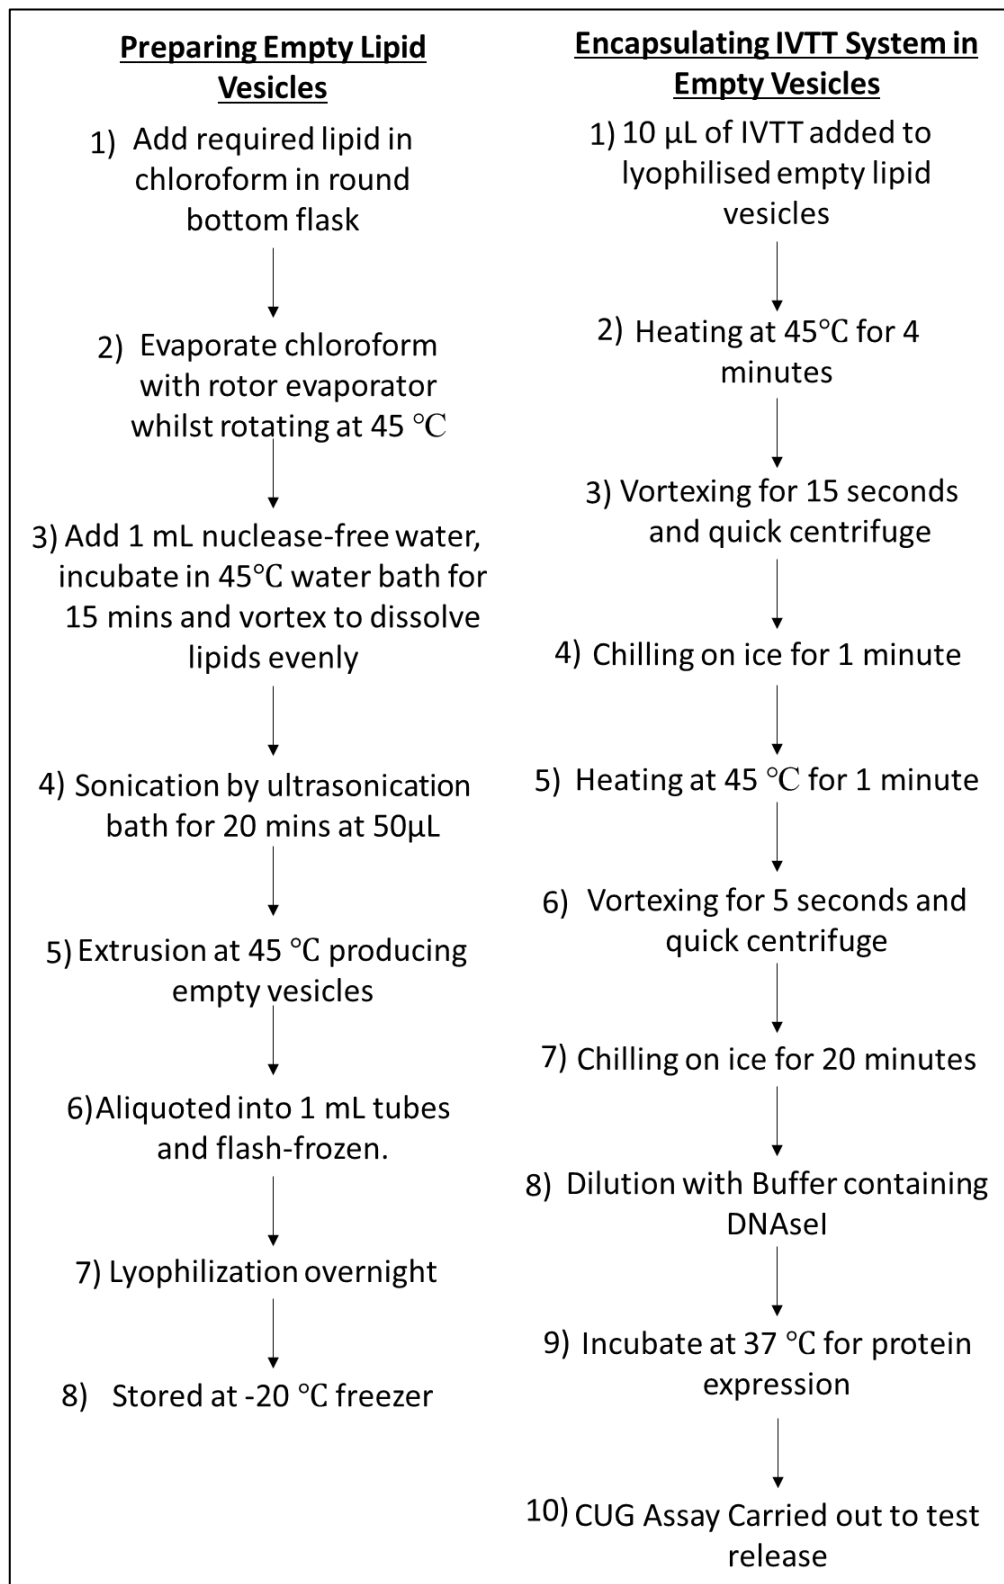 Preparing Empty Lipid
Vesicles
1) Add required lipid in
chloroform in round
bottom flask
2) Evaporate chloroform
with rotor evaporator
whilst rotating at 45 ℃
3) Add 1 mL nuclease-free water,
incubate in 45℃ water bath for
15 mins and vortex to dissolve
lipids evenly
4) Sonication by ultrasonication
bath for 20 mins at 50µL
5) Extrusion at 45 ℃ producing
empty vesicles
6) Aliquoted into 1 mL tubes
and flash-frozen.
7) Lyophilization overnight
8) Stored at -20 ℃ freezer
Encapsulating IVTT System in
Empty Vesicles
1) 10 µL of IVTT added to
lyophilised empty lipid
vesicles
2) Heating at 45℃ for 4
minutes
3) Vortexing for 15 seconds
and quick centrifuge
4) Chilling on ice for 1 minute
5) Heating at 45 ℃ for 1 minute
6) Vortexing for 5 seconds and
quick centrifuge
7) Chilling on ice for 20 minutes
8) Dilution with Buffer containing
DNAseI
9) Incubate at 37 ℃ for protein
expression
10) CUG Assay Carried out to test
release